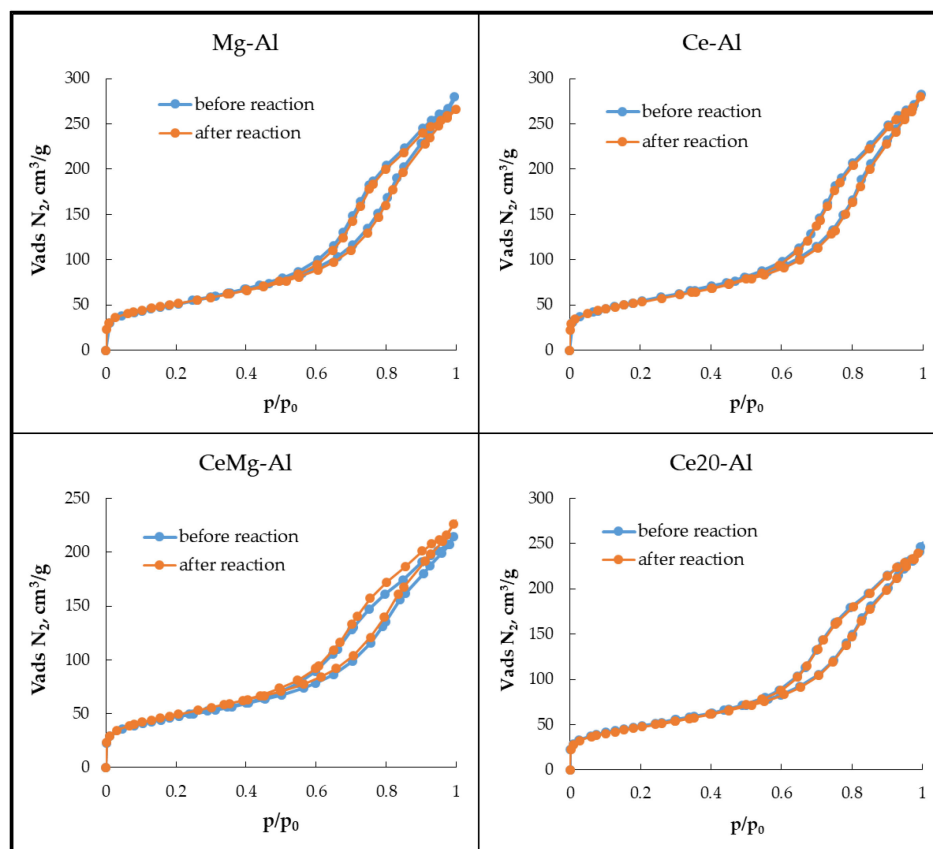 Mg-Al
300
250
200
150
100
50
0
before reaction
after reaction
Vads N₂, cm³/g
0 0.2 0.4 0.6 0.8 1
p/p₀
Ce-Al
300
250
200
150
100
50
0
before reaction
after reaction
Vads N₂, cm³/g
0 0.2 0.4 0.6 0.8 1
p/p₀
CeMg-Al
250
200
150
100
50
0
before reaction
after reaction
Vads N₂, cm³/g
0 0.2 0.4 0.6 0.8 1
p/p₀
Ce20-Al
300
250
200
150
100
50
0
before reaction
after reaction
Vads N₂, cm³/g
0 0.2 0.4 0.6 0.8 1
p/p₀